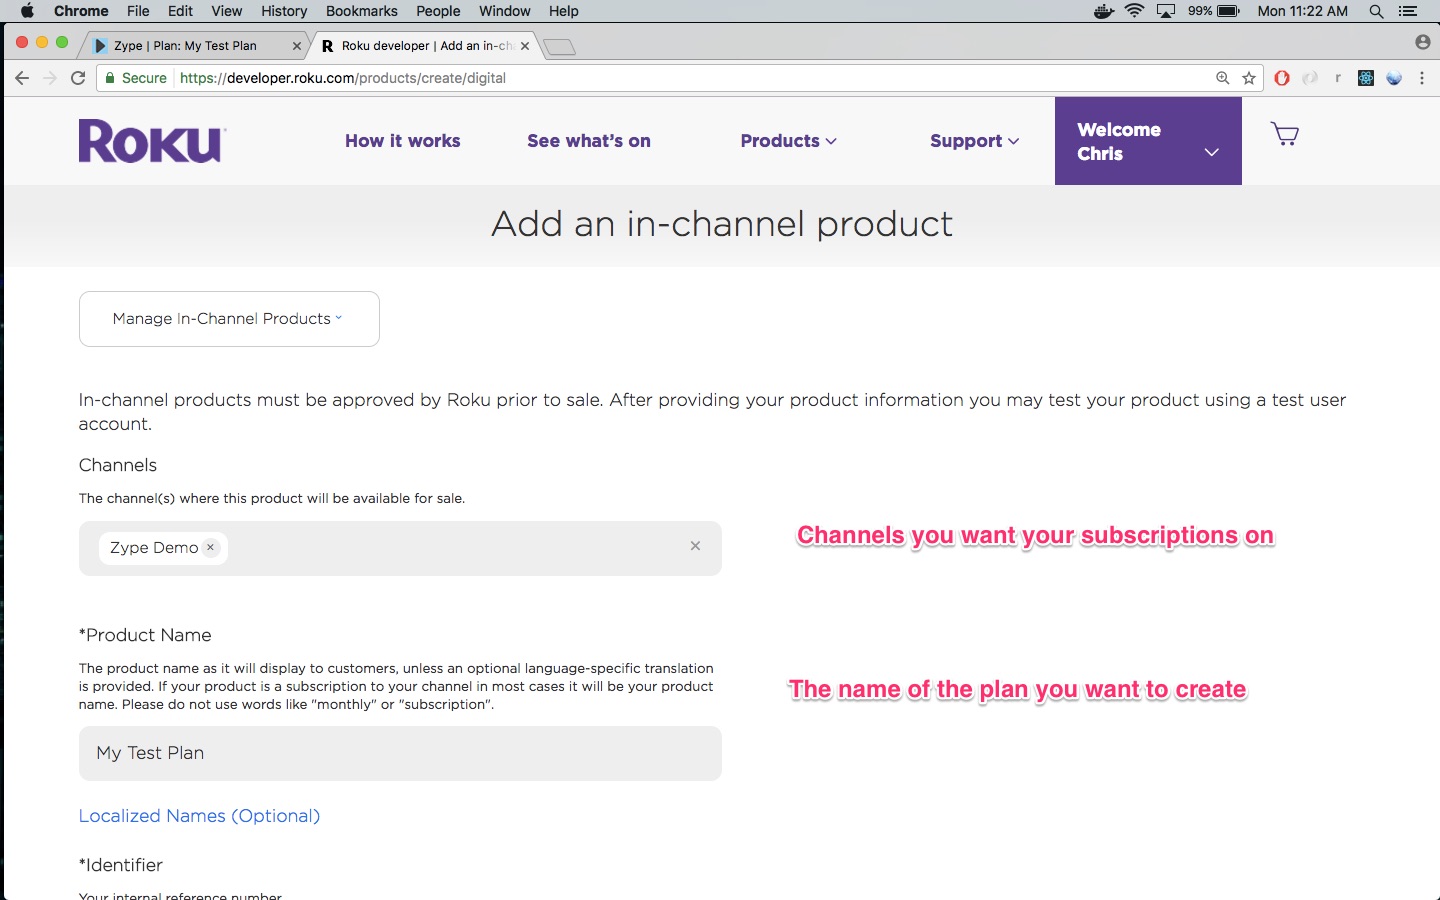 Chrome File Edit View History Bookmarks People Window Help 99% Mon 11:22 AM
Zype | Plan: My Test Plan
Roku developer | Add an in-ch
Secure https://developer.roku.com/products/create/digital
ROKU
How it works
See what's on
Products
Support
Welcome
Chris
Add an in-channel product
Manage In-Channel Products
In-channel products must be approved by Roku prior to sale. After providing your product information you may test your product using a test user
account.
Channels
The channel(s) where this product will be available for sale.
Zype Demo
Channels you want your subscriptions on
*Product Name
The product name as it will display to customers, unless an optional language-specific translation
is provided. If your product is a subscription to your channel in most cases it will be your product
name. Please do not use words like "monthly" or "subscription".
The name of the plan you want to create
My Test Plan
Localized Names (Optional)
*Identifier
Your internal reference number